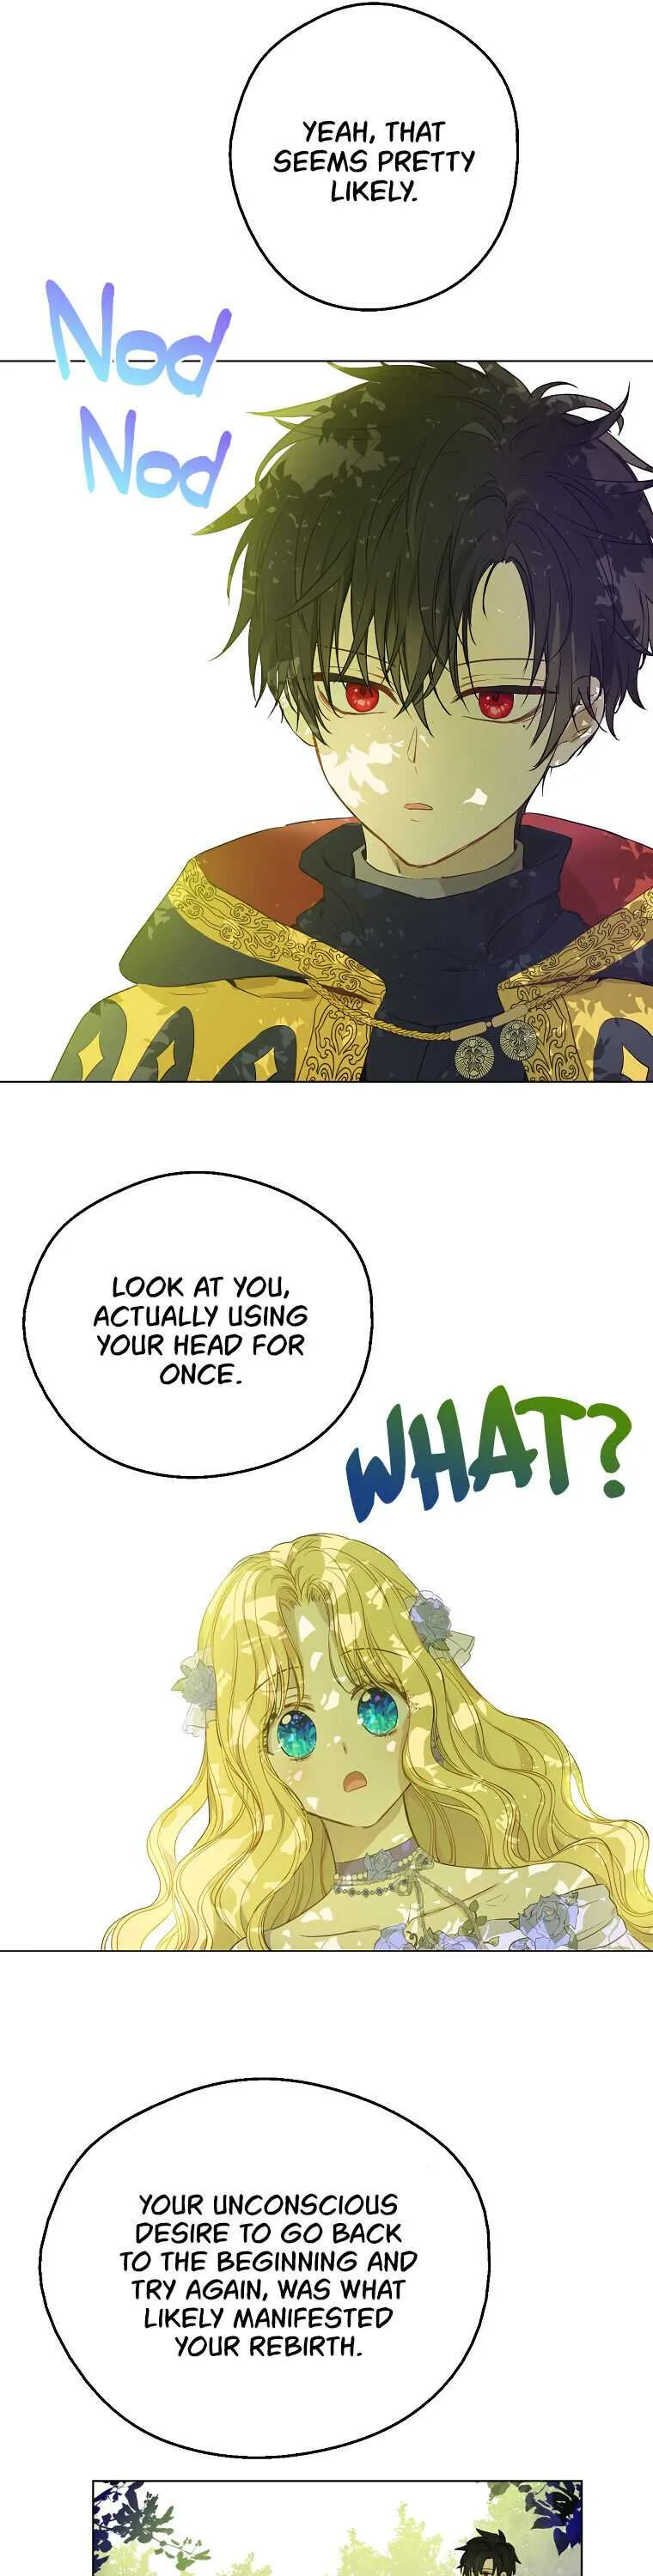 YEAH, THAT
SEEMS PRETTY
LIKELY.
Nod
Nod
LOOK AT YOU,
ACTUALLY USING
YOUR HEAD FOR
ONCE.
WHAT?
YOUR UNCONSCIOUS
DESIRE TO GO BACK
TO THE BEGINNING AND
TRY AGAIN, WAS WHAT
LIKELY MANIFESTED
YOUR REBIRTH.